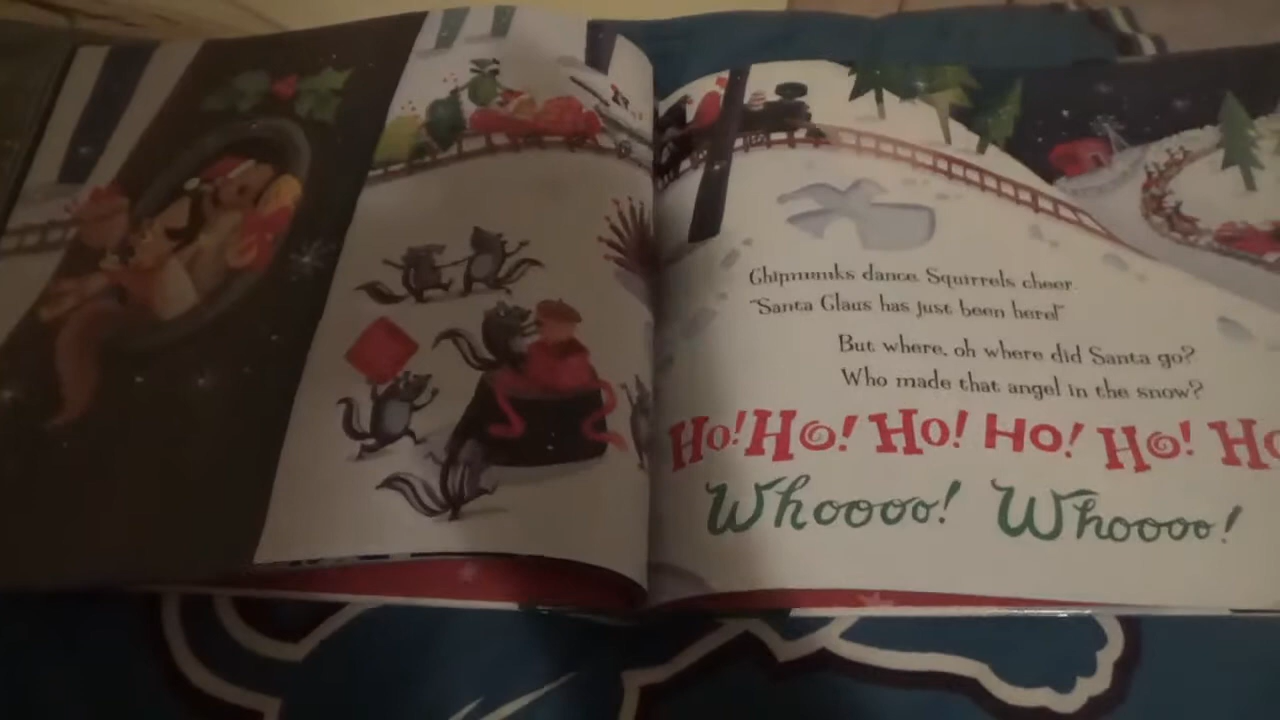 Chipmunks dance. Squirrels cheer.
"Santa Claus has just been here!"
But where, oh where did Santa go?
Who made that angel in the snow?
Ho! Ho! Ho! Ho! Ho! Ho
Whoooo! Whoooo!